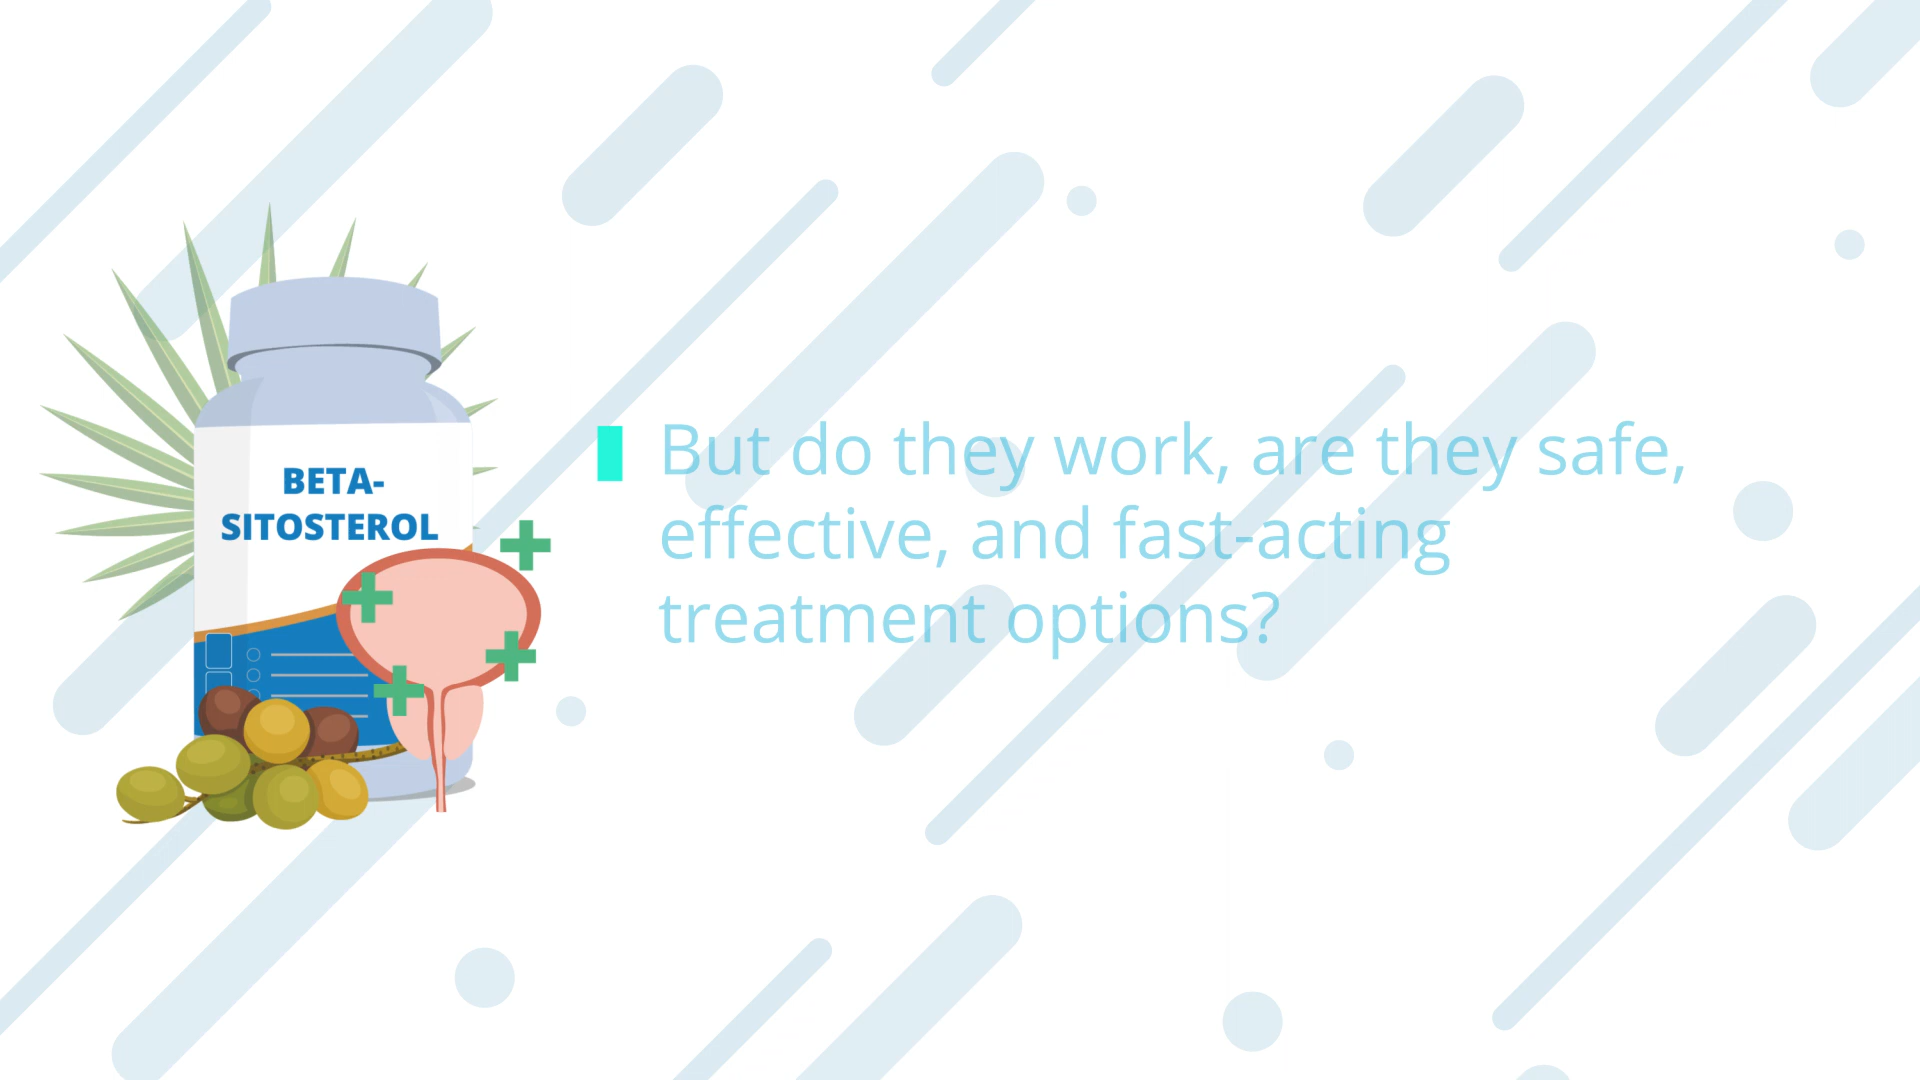 BETA-
SITOSTEROL
But do they work, are they safe,
effective, and fast-acting
treatment options?